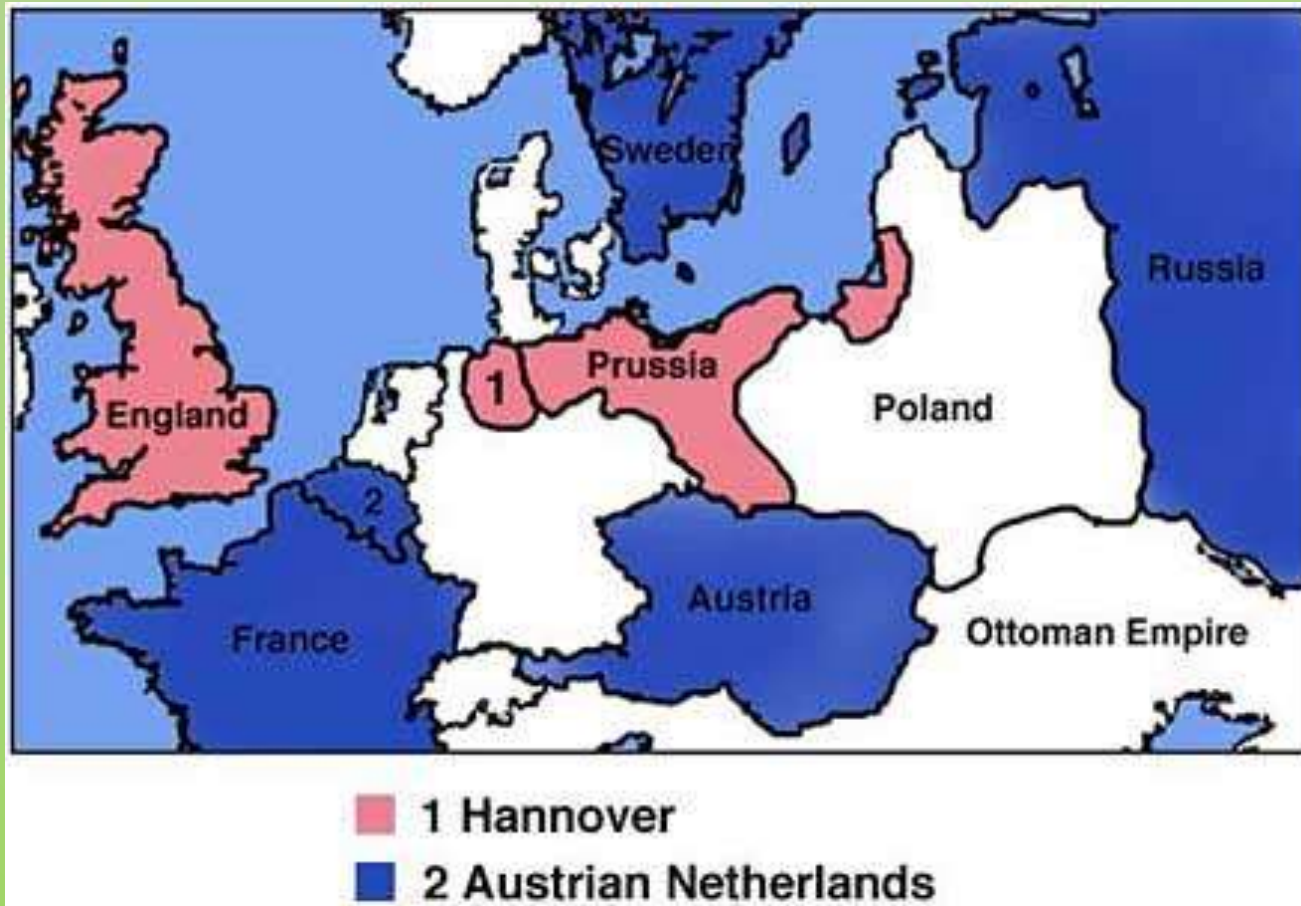 Sweden
Russia
Prussia
1
Poland
England
2
Austria
France
Ottoman Empire
1 Hannover
2 Austrian Netherlands